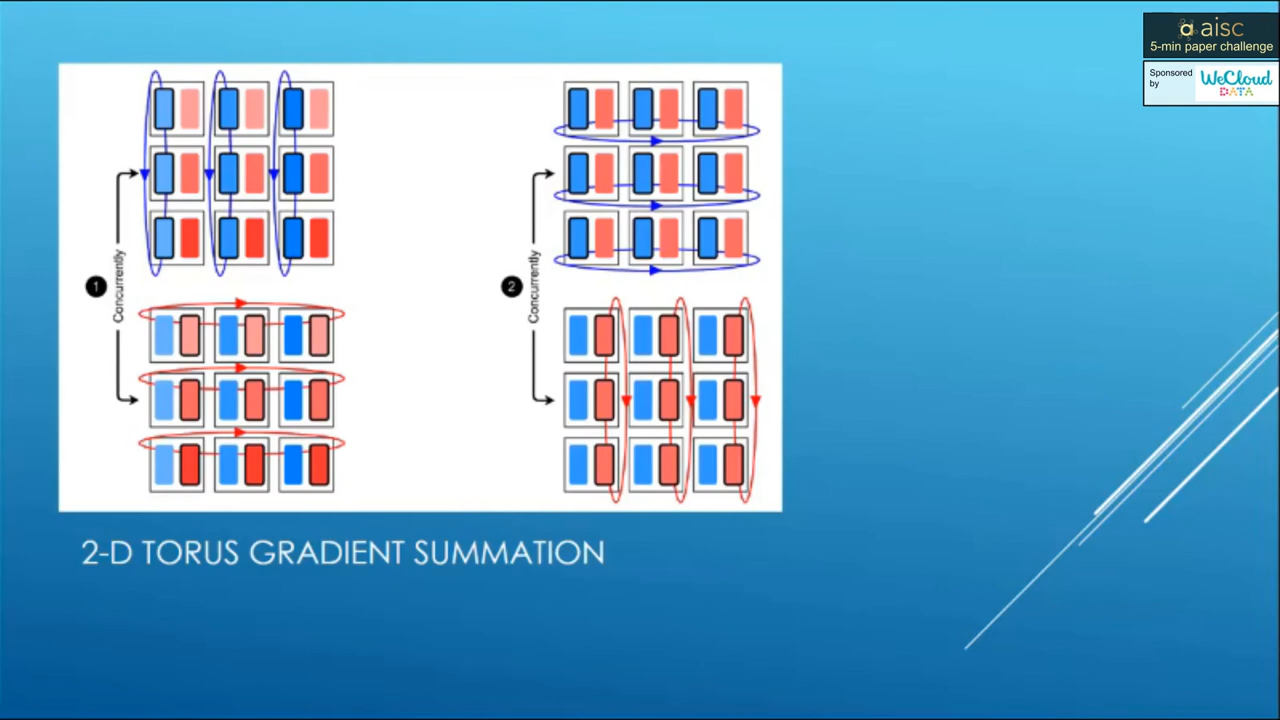 aisc
5-min paper challenge
Sponsored
by
WeCloud
DATA
1
Concurrently
2
Concurrently
2-D TORUS GRADIENT SUMMATION